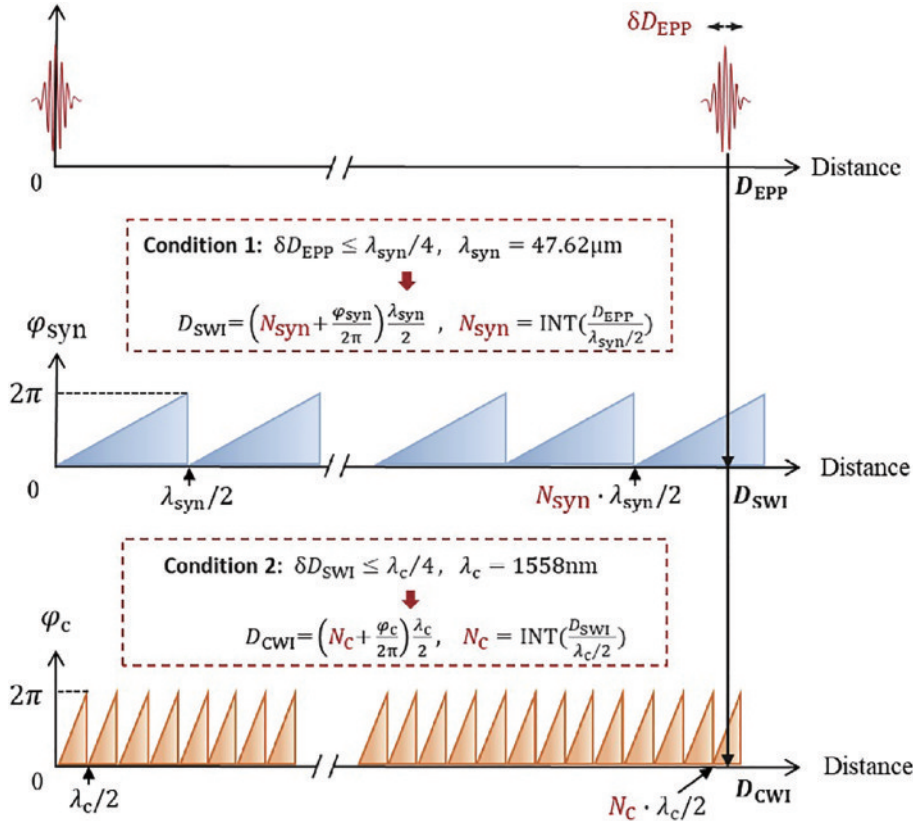 δD_EPP
0
D_EPP
Distance
Condition 1: δD_EPP ≤ λ_syn/4, λ_syn = 47.62μm
D_SWI=(N_syn+φ_syn/2π)λ_syn/2 , N_syn = INT(D_EPP/λ_syn/2)
φ_syn
2π
0
λ_syn/2
N_syn · λ_syn/2
D_SWI
Distance
Condition 2: δD_SWI ≤ λ_c/4, λ_c − 1558nm
D_CWI=(N_C+φ_c/2π)λ_c/2, N_C = INT(D_SWI/λ_c/2)
φ_c
2π
0
λ_c/2
N_C · λ_c/2
D_CWI
Distance